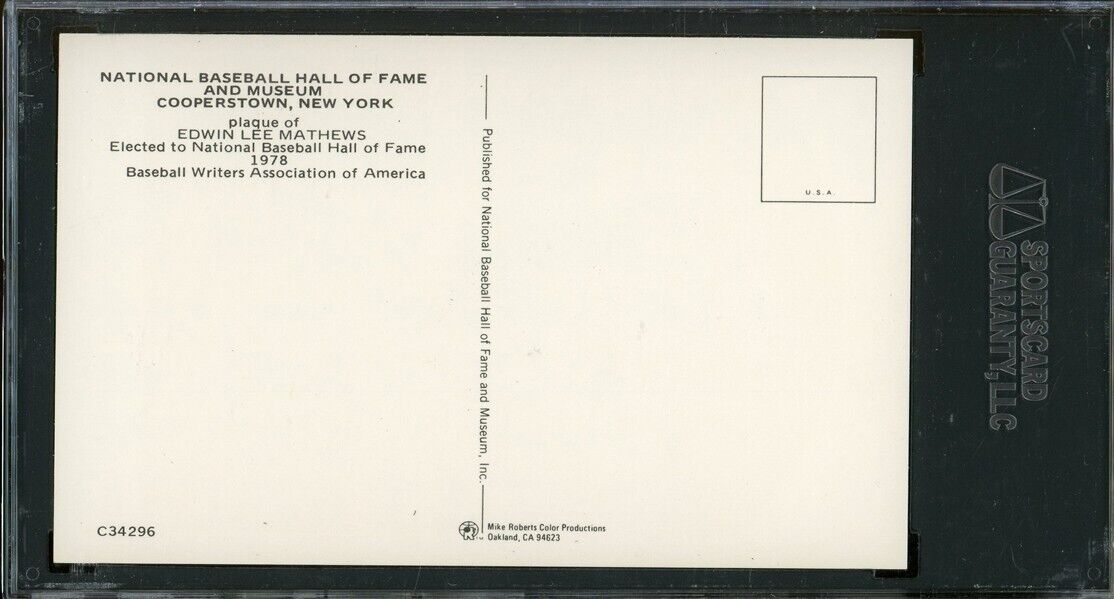 NATIONAL BASEBALL HALL OF FAME
AND MUSEUM
COOPERSTOWN, NEW YORK
plaque of
EDWIN LEE MATHEWS
Elected to National Baseball Hall of Fame
1978
Baseball Writers Association of America
C34296
Published for National Baseball Hall of Fame and Museum, Inc.
Mike Roberts Color Productions
Oakland, CA 94623
U.S.A.
SPORTSCARD
GUARANTY, LLC